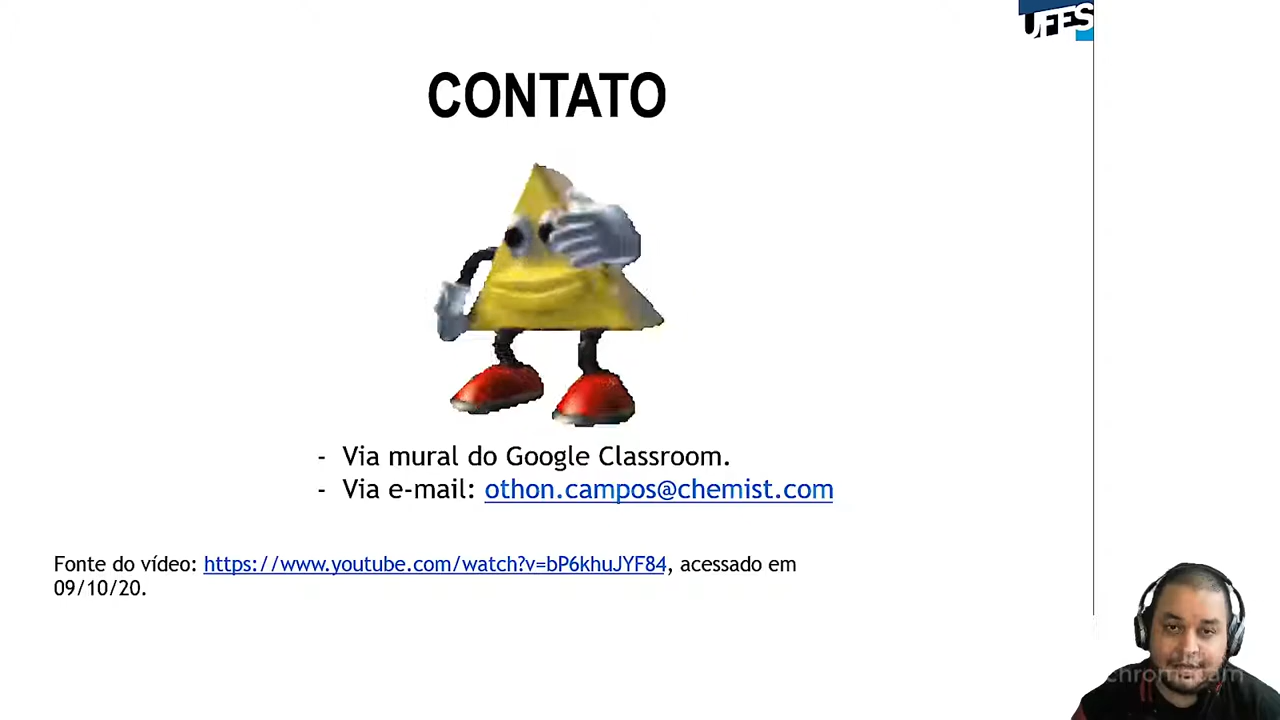 UFES
CONTATO
- Via mural do Google Classroom.
- Via e-mail: othon.campos@chemist.com
Fonte do vídeo: https://www.youtube.com/watch?v=bP6khuJYF84, acessado em
09/10/20.
chromacam